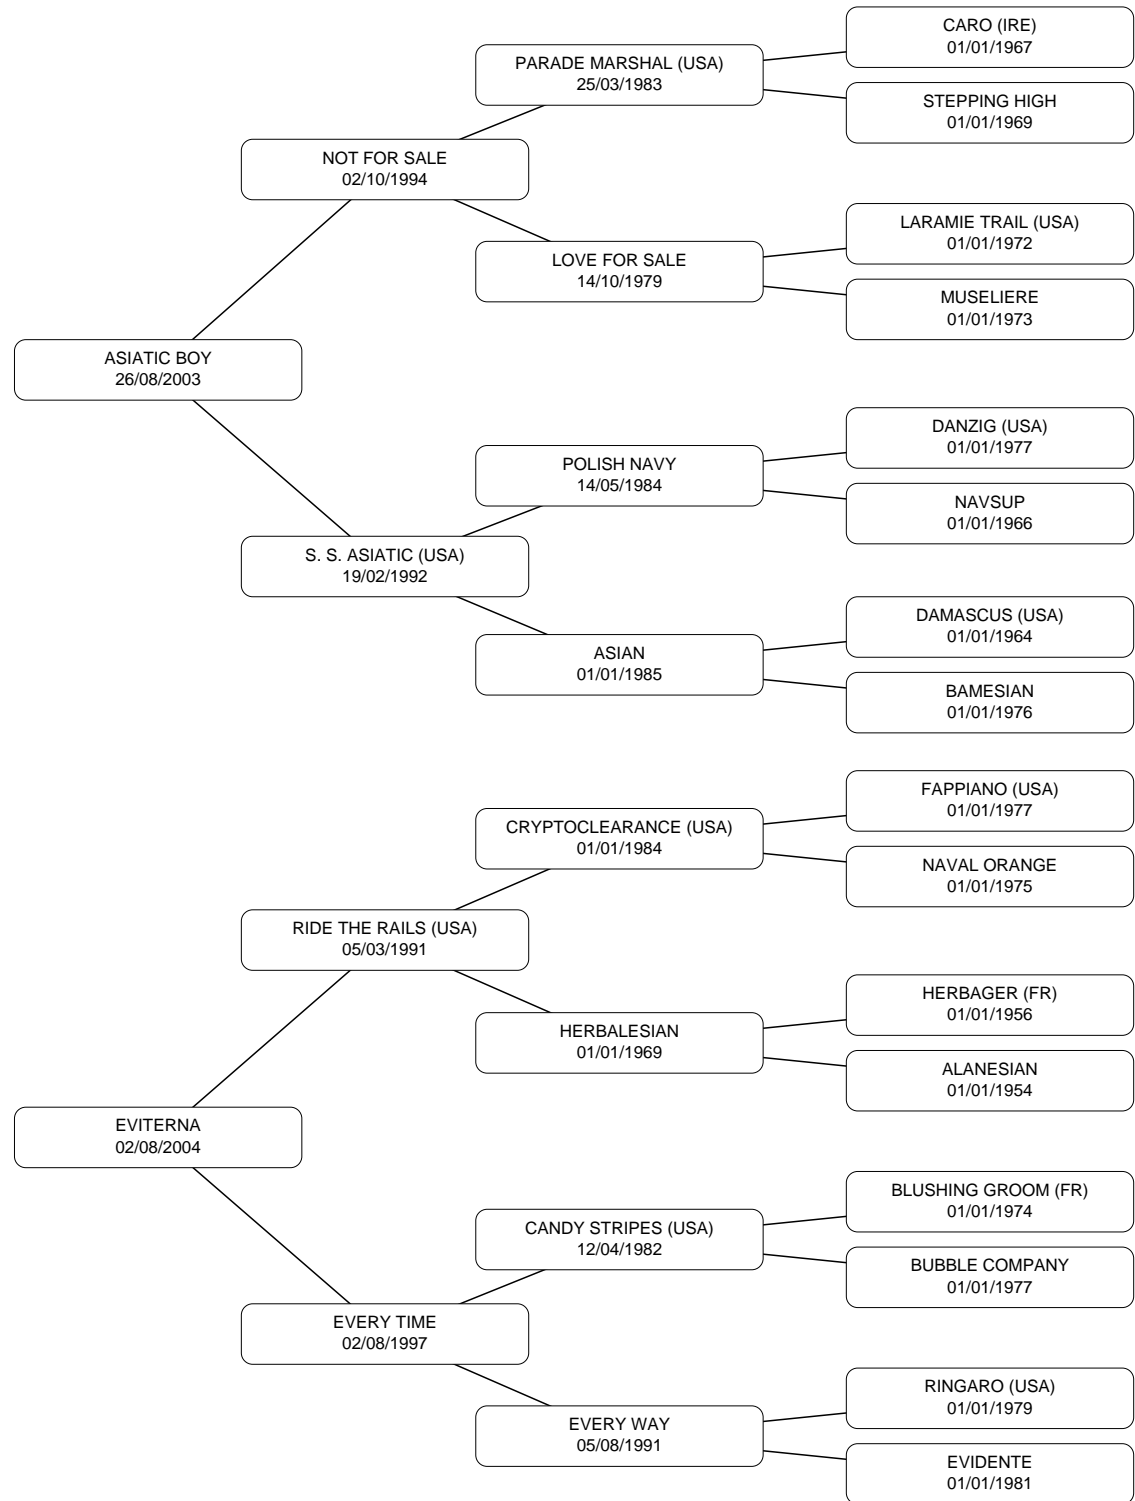 CARO (IRE)
01/01/1967
PARADE MARSHAL (USA)
25/03/1983
STEPPING HIGH
01/01/1969
NOT FOR SALE
02/10/1994
LARAMIE TRAIL (USA)
01/01/1972
LOVE FOR SALE
14/10/1979
MUSELIERE
01/01/1973
ASIATIC BOY
26/08/2003
DANZIG (USA)
01/01/1977
POLISH NAVY
14/05/1984
NAVSUP
01/01/1966
S. S. ASIATIC (USA)
19/02/1992
DAMASCUS (USA)
01/01/1964
ASIAN
01/01/1985
BAMESIAN
01/01/1976
FAPPIANO (USA)
01/01/1977
CRYPTOCLEARANCE (USA)
01/01/1984
NAVAL ORANGE
01/01/1975
RIDE THE RAILS (USA)
05/03/1991
HERBAGER (FR)
01/01/1956
HERBALESIAN
01/01/1969
ALANESIAN
01/01/1954
EVITERNA
02/08/2004
BLUSHING GROOM (FR)
01/01/1974
CANDY STRIPES (USA)
12/04/1982
BUBBLE COMPANY
01/01/1977
EVERY TIME
02/08/1997
RINGARO (USA)
01/01/1979
EVERY WAY
05/08/1991
EVIDENTE
01/01/1981